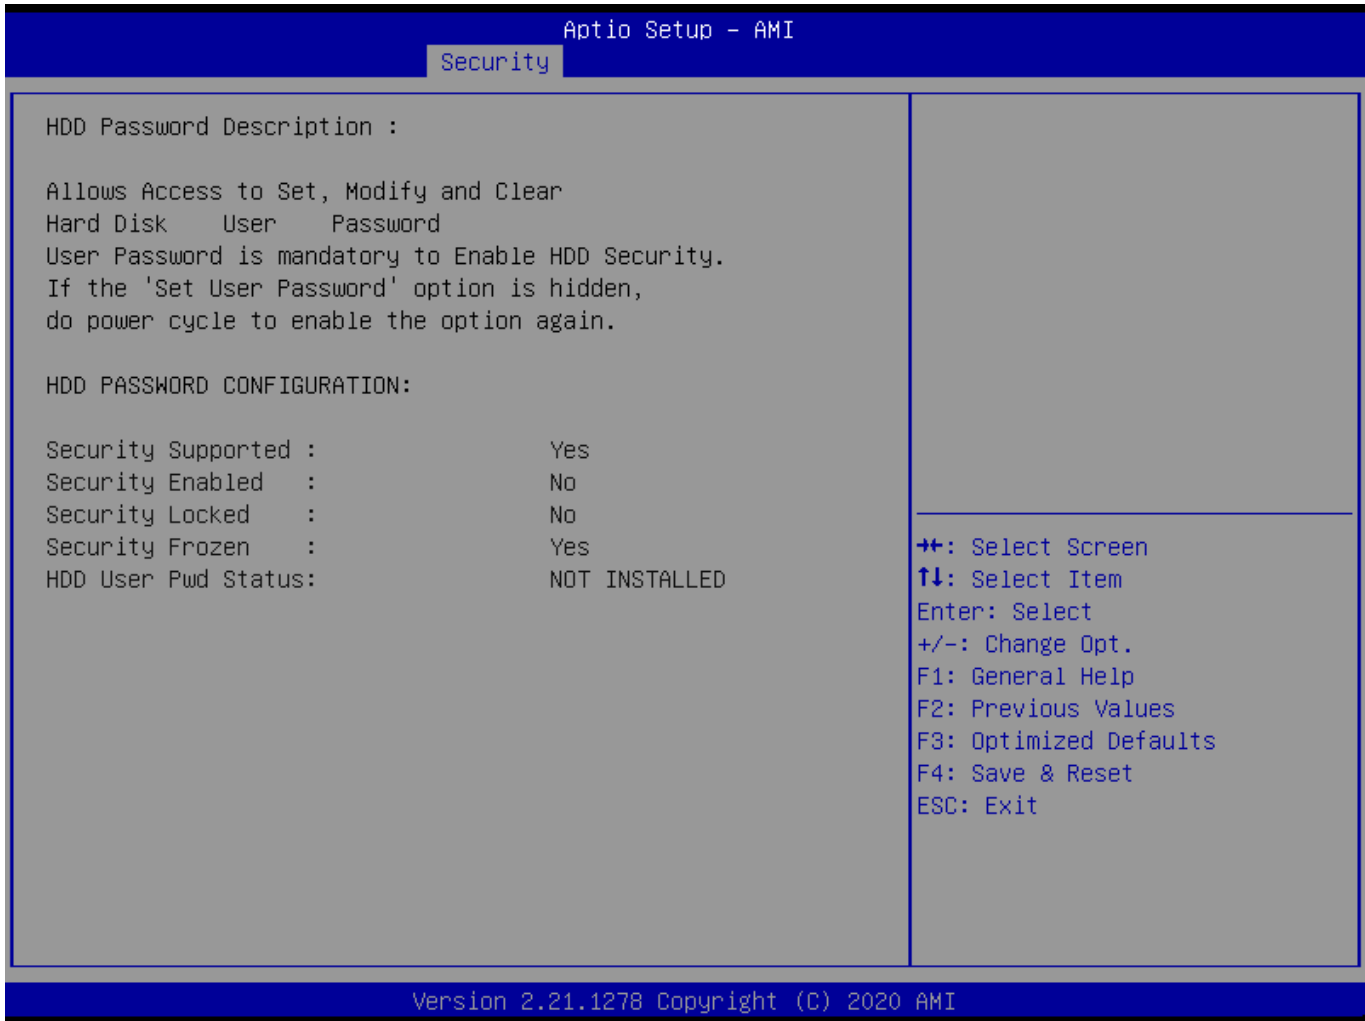 Aptio Setup – AMI
Security
HDD Password Description :
Allows Access to Set, Modify and Clear
Hard Disk    User    Password
User Password is mandatory to Enable HDD Security.
If the 'Set User Password' option is hidden,
do power cycle to enable the option again.
HDD PASSWORD CONFIGURATION:
Security Supported :    Yes
Security Enabled   :    No
Security Locked    :    No
Security Frozen    :    Yes
HDD User Pwd Status:    NOT INSTALLED
→←: Select Screen
↑↓: Select Item
Enter: Select
+/–: Change Opt.
F1: General Help
F2: Previous Values
F3: Optimized Defaults
F4: Save & Reset
ESC: Exit
Version 2.21.1278 Copyright (C) 2020 AMI